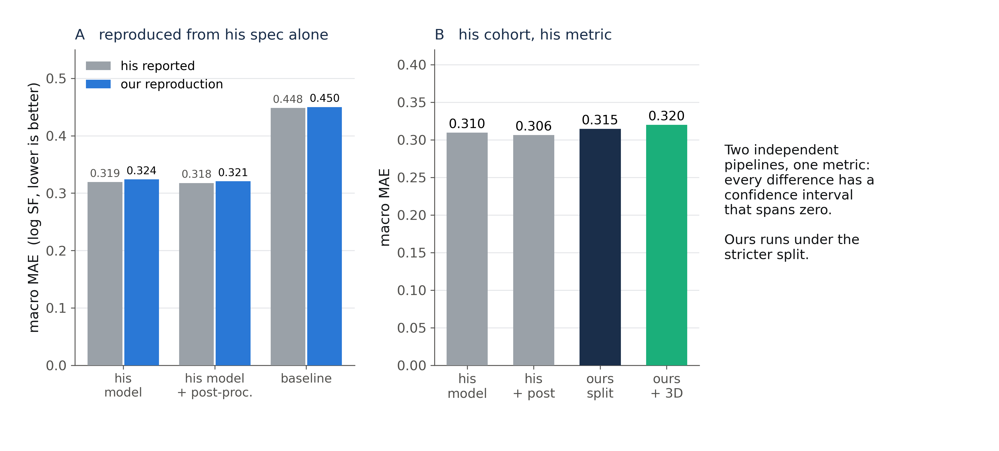 A reproduced from his spec alone
his reported
our reproduction
macro MAE (log SF, lower is better)
0.5
0.4
0.3
0.2
0.1
0.0
0.319
0.324
0.318
0.321
0.448
0.450
his
model
his model
+ post-proc.
baseline
B his cohort, his metric
macro MAE
0.40
0.35
0.30
0.25
0.20
0.15
0.10
0.05
0.00
0.310
0.306
0.315
0.320
his
model
his
+ post
ours
split
ours
+ 3D
Two independent
pipelines, one metric:
every difference has a
confidence interval
that spans zero.
Ours runs under the
stricter split.